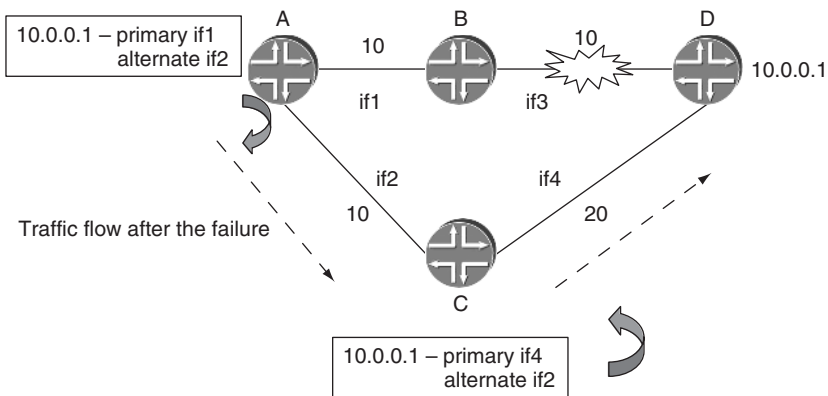 A
B
D
10.0.0.1 – primary if1
alternate if2
10
10
10.0.0.1
if1
if3
if2
if4
Traffic flow after the failure
10
20
C
10.0.0.1 – primary if4
alternate if2